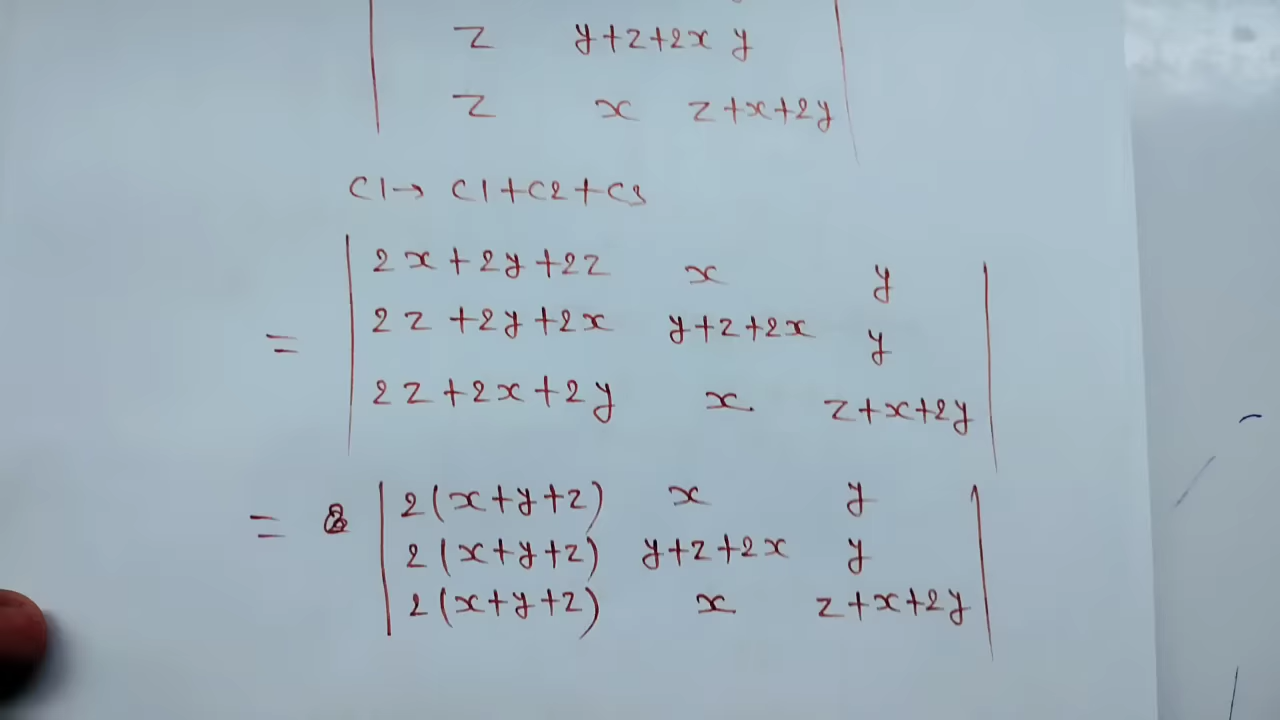 z y+z+2x y
z x z+x+2y
C1→ C1+C2+C3
2x+2y+2z x y
= 2z+2y+2x y+z+2x y
2z+2x+2y x. z+x+2y
= 2(x+y+z) x y
2(x+y+z) y+z+2x y
2(x+y+z) x z+x+2y